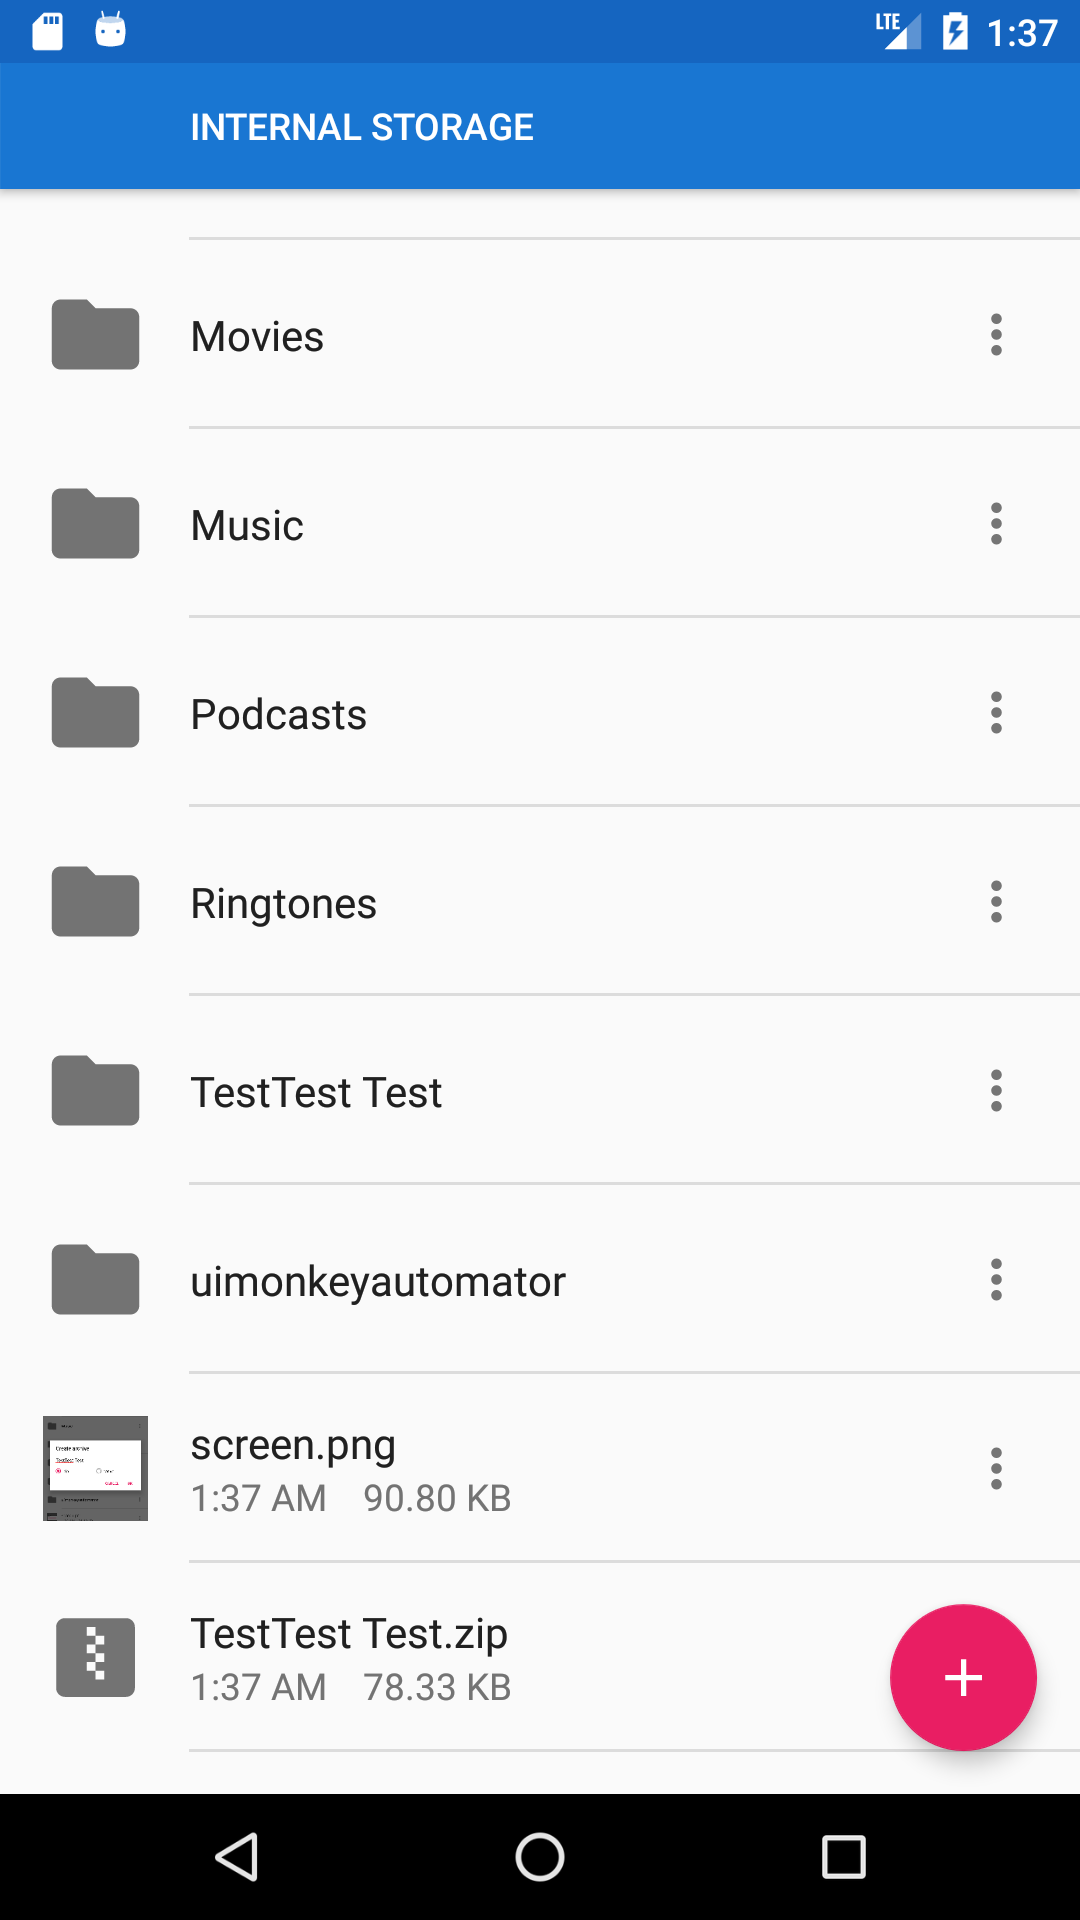 LTE 1:37
INTERNAL STORAGE
Movies
Music
Podcasts
Ringtones
TestTest Test
uimonkeyautomator
screen.png
1:37 AM 90.80 KB
TestTest Test.zip
1:37 AM 78.33 KB